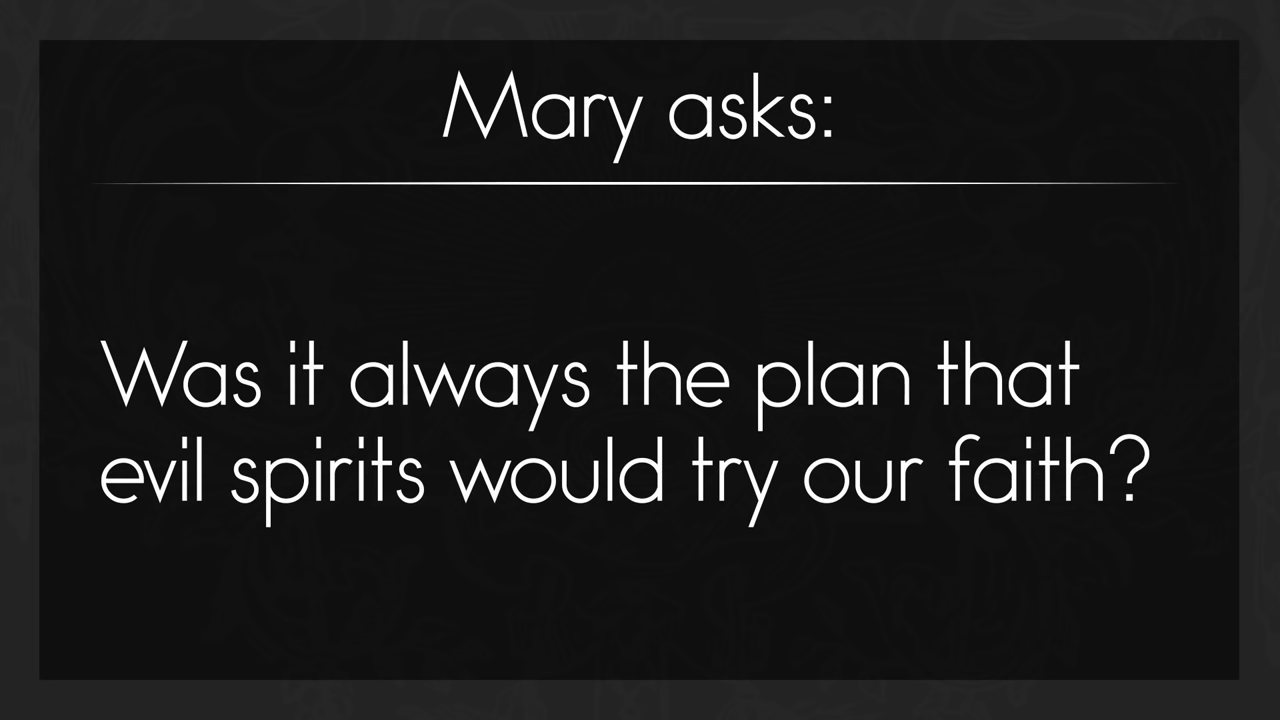 Mary asks:
Was it always the plan that
evil spirits would try our faith?